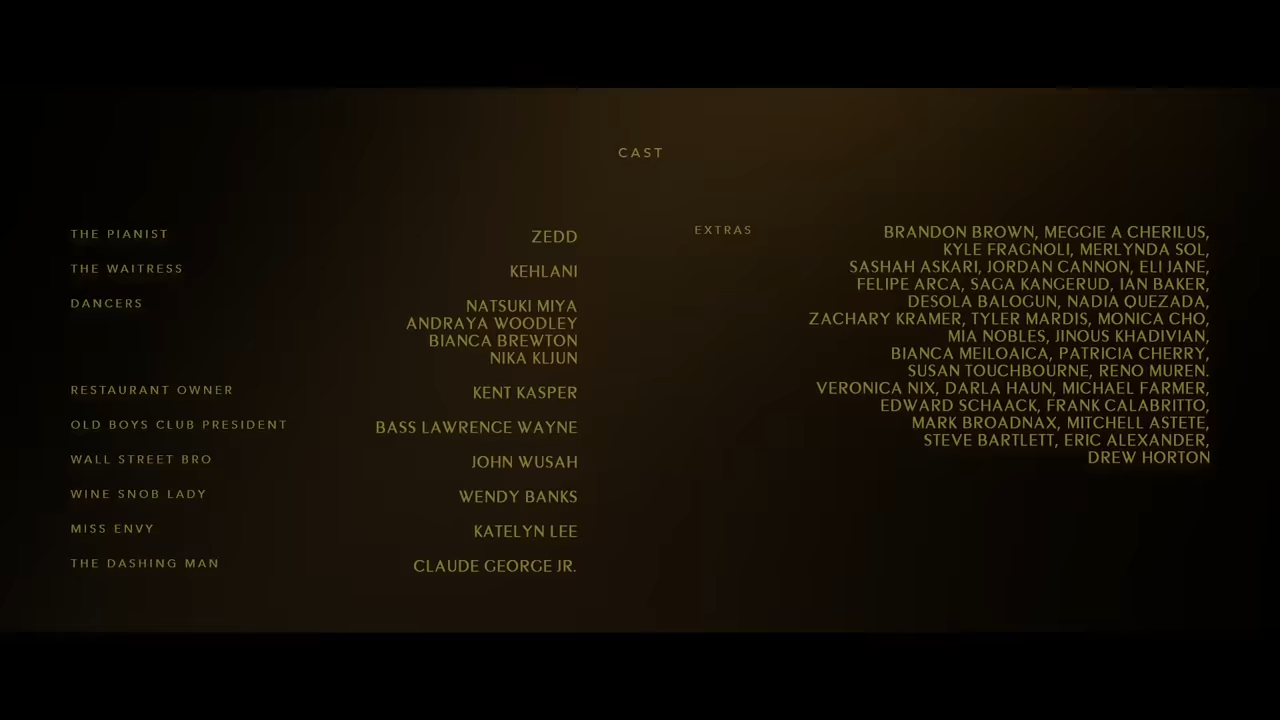 CAST
THE PIANIST ZEDD
THE WAITRESS KEHLANI
DANCERS NATSUKI MIYA
ANDRAYA WOODLEY
BIANCA BREWTON
NIKA KLJUN
RESTAURANT OWNER KENT KASPER
OLD BOYS CLUB PRESIDENT BASS LAWRENCE WAYNE
WALL STREET BRO JOHN WUSAH
WINE SNOB LADY WENDY BANKS
MISS ENVY KATELYN LEE
THE DASHING MAN CLAUDE GEORGE JR.
EXTRAS BRANDON BROWN, MEGGIE A CHERILUS,
KYLE FRAGNOLI, MERLYNDA SOL,
SASHAH ASKARI, JORDAN CANNON, ELI JANE,
FELIPE ARCA, SAGA KANGERUD, IAN BAKER,
DESOLA BALOGUN, NADIA QUEZADA,
ZACHARY KRAMER, TYLER MARDIS, MONICA CHO,
MIA NOBLES, JINOUS KHADIVIAN,
BIANCA MEILOAICA, PATRICIA CHERRY,
SUSAN TOUCHBOURNE, RENO MUREN.
VERONICA NIX, DARLA HAUN, MICHAEL FARMER,
EDWARD SCHAACK, FRANK CALABRITTO,
MARK BROADNAX, MITCHELL ASTETE,
STEVE BARTLETT, ERIC ALEXANDER,
DREW HORTON